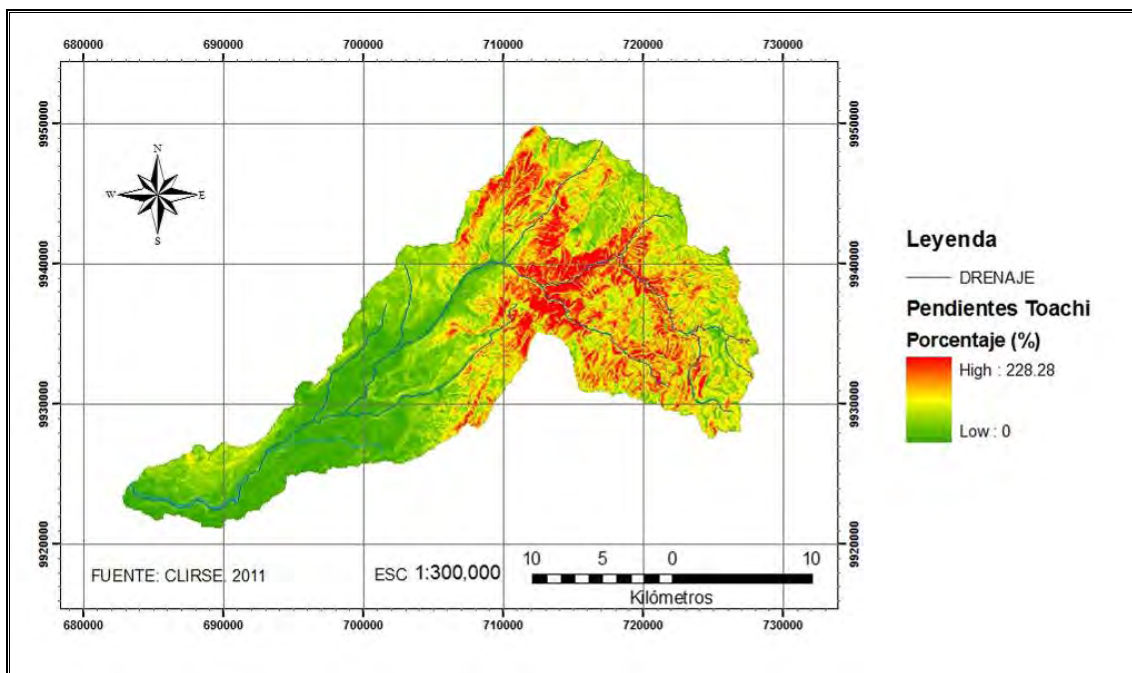 680000 690000 700000 710000 720000 730000
9950000 9950000
N
W E
S
9940000 9940000
9930000 9930000
9920000 9920000
FUENTE: CLIRSE. 2011
ESC 1:300,000
10 5 0 10
Kilómetros
680000 690000 700000 710000 720000 730000
Leyenda
DRENAJE
Pendientes Toachi
Porcentaje (%)
High : 228.28
Low : 0